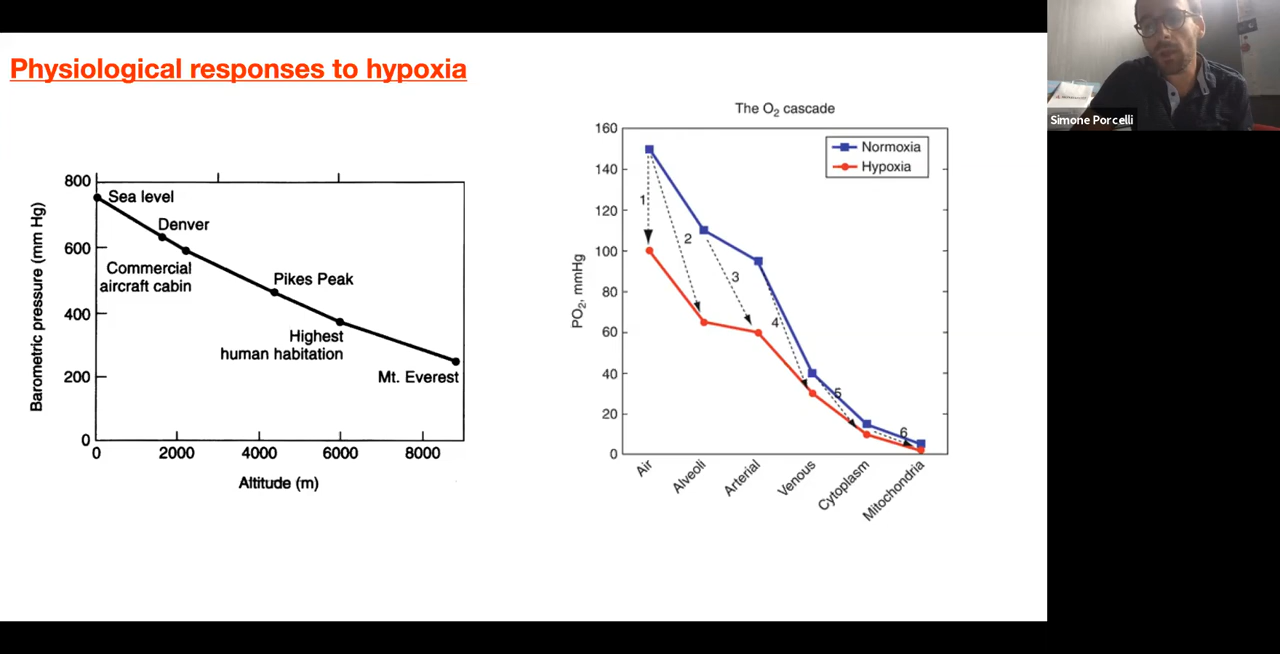 Physiological responses to hypoxia
Simone Porcelli
800
600
400
200
0
Barometric pressure (mm Hg)
Sea level
Denver
Commercial
aircraft cabin
Pikes Peak
Highest
human habitation
Mt. Everest
0
2000
4000
6000
8000
Altitude (m)
The O2 cascade
160
140
120
100
80
60
40
20
0
PO2, mmHg
Normoxia
Hypoxia
1
2
3
4
5
6
Air
Alveoli
Arterial
Venous
Cytoplasm
Mitochondria